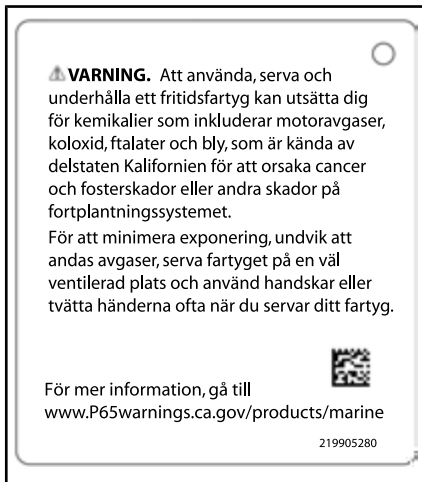 VARNING. Att använda, serva och
underhålla ett fritidsfartyg kan utsätta dig
för kemikalier som inkluderar motoravgaser,
koloxid, ftalater och bly, som är kända av
delstaten Kalifornien för att orsaka cancer
och fosterskador eller andra skador på
fortplantningssystemet.
För att minimera exponering, undvik att
andas avgaser, serva fartyget på en väl
ventilerad plats och använd handskar eller
tvätta händerna ofta när du servar ditt fartyg.
För mer information, gå till
www.P65warnings.ca.gov/products/marine
219905280